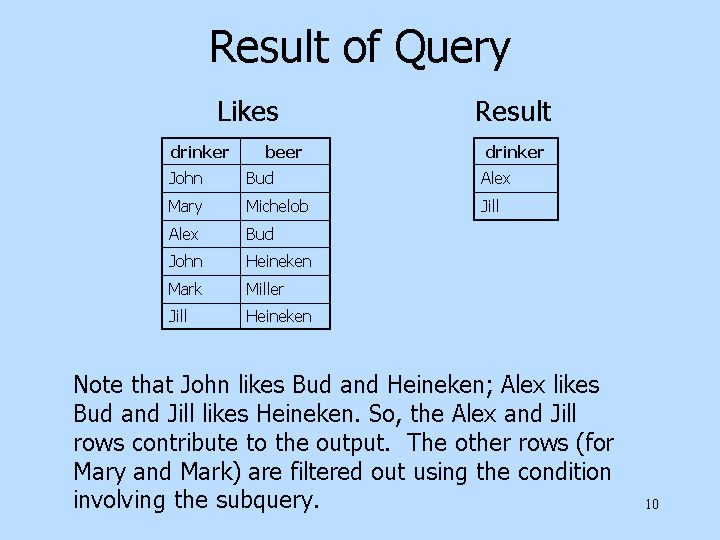 Result of Query
Likes Result
drinker beer drinker
John Bud Alex
Mary Michelob Jill
Alex Bud
John Heineken
Mark Miller
Jill Heineken
Note that John likes Bud and Heineken; Alex likes
Bud and Jill likes Heineken. So, the Alex and Jill
rows contribute to the output.  The other rows (for
Mary and Mark) are filtered out using the condition
involving the subquery.
10